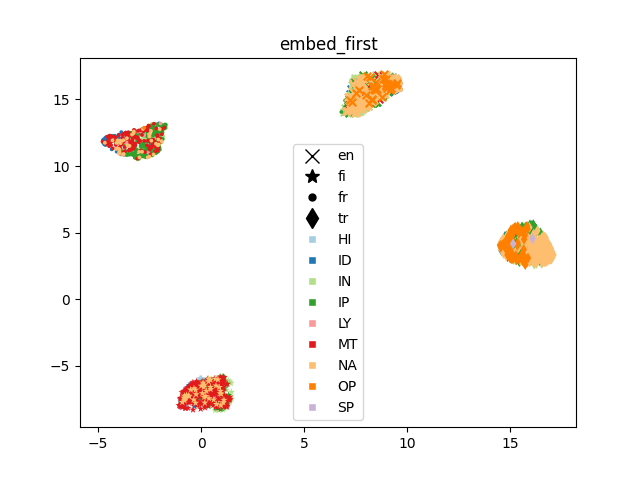 embed_first
15
10
5
0
−5
−5
0
5
10
15
en
fi
fr
tr
HI
ID
IN
IP
LY
MT
NA
OP
SP